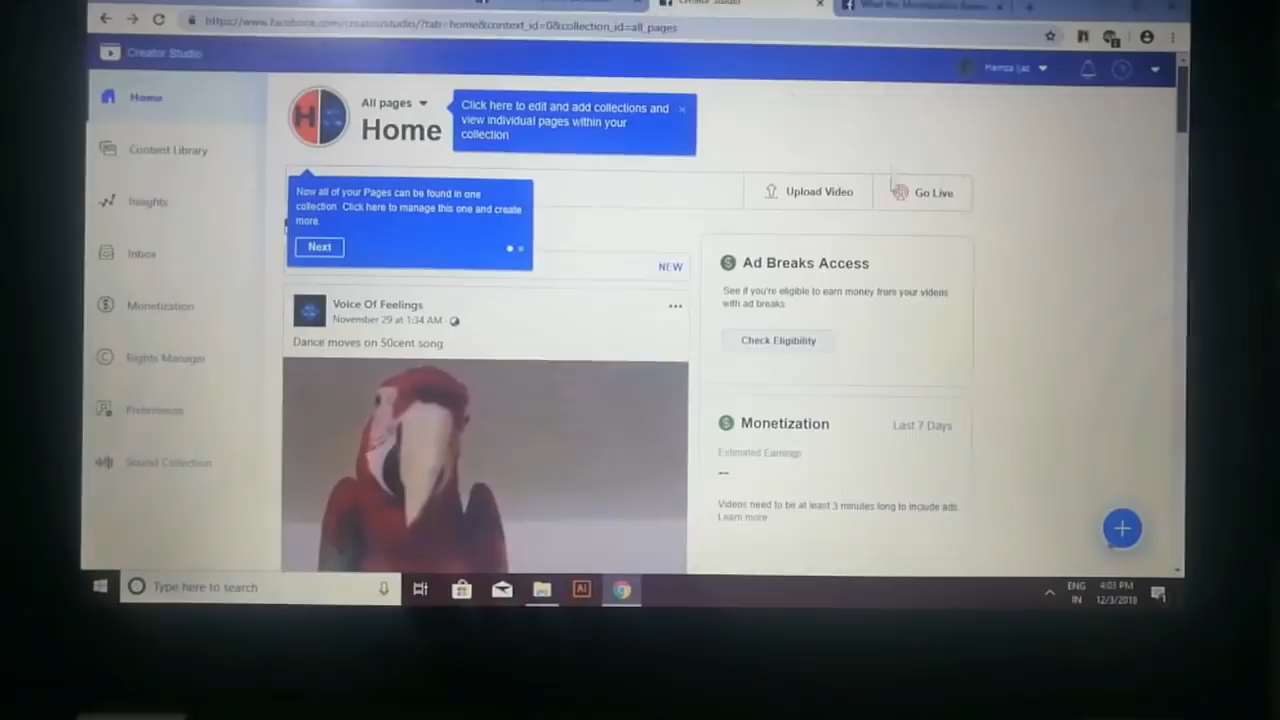 https://www.facebook.com/creatorstudio/?tab=home&context_id=0&collection_id=all_pages
Creator Studio
Home
Content Library
Insights
Inbox
Monetization
Rights Manager
Preferences
Sound Collection
All pages
Home
Click here to edit and add collections and
view individual pages within your
collection
Now all of your Pages can be found in one
collection. Click here to manage this one and create
more.
Next
Upload Video
Go Live
NEW
Voice Of Feelings
November 29 at 1:34 AM
Dance moves on 50cent song
Ad Breaks Access
See if you're eligible to earn money from your videos
with ad breaks
Check Eligibility
Monetization
Last 7 Days
Estimated Earnings
--
Videos need to be at least 3 minutes long to include ads
Learn more
Type here to search
ENG
IN
4:03 PM
12/3/2018